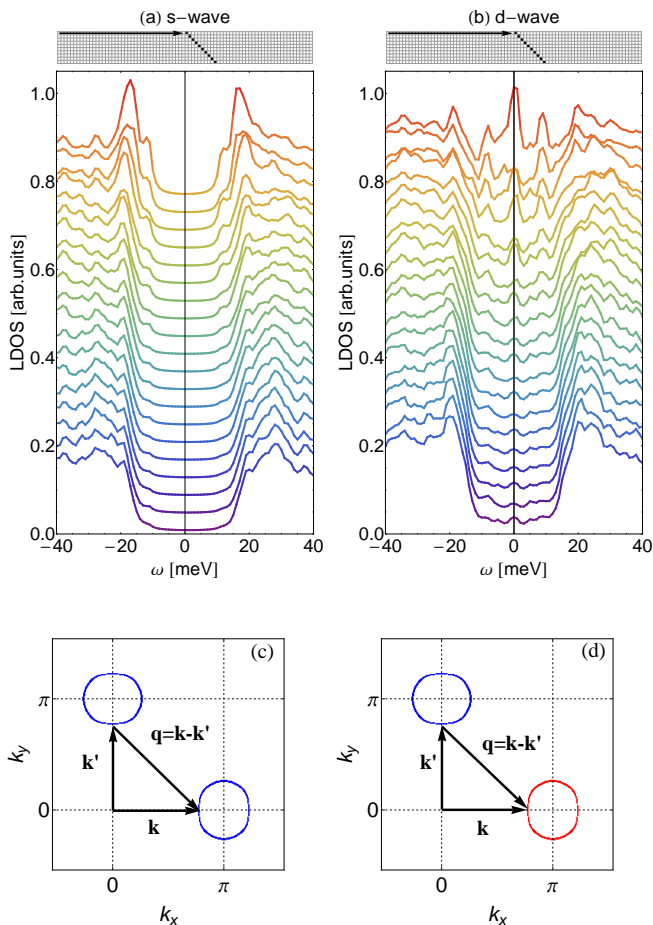 (a) s-wave
(b) d-wave
1.0
0.8
0.6
0.4
0.2
0.0
LDOS [arb.units]
−40 −20 0 20 40
ω [meV]
1.0
0.8
0.6
0.4
0.2
0.0
LDOS [arb.units]
−40 −20 0 20 40
ω [meV]
(c)
π
q=k-k'
k_y
k'
0
k
0 π
k_x
(d)
π
q=k-k'
k_y
k'
0
k
0 π
k_x